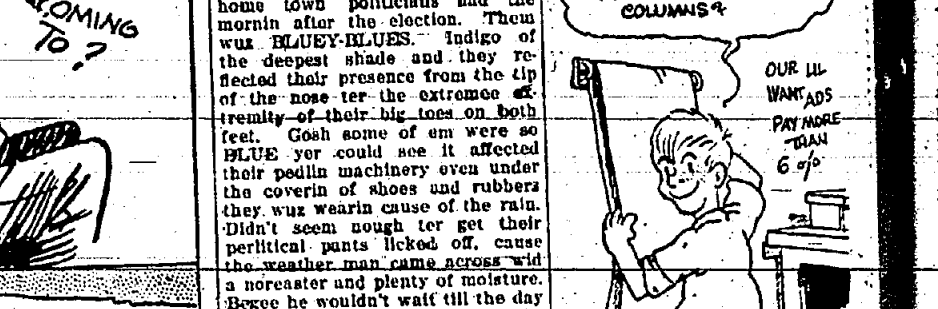 COMING
TO?
home town politicians and the
mornin after the election. Them
wuz BLUEY-BLUES. Indigo of
the deepest shade and they re-
flected their presence from the tip
of the nose ter the extremee ex-
tremity of their big toes on both
feet. Gosh some of em were so
BLUE yer could see it affected
their pedlin machinery even under
the coverin of shoes and rubbers
they wuz wearin cause of the rain.
Didn't seem nough ter get their
perlitical pants licked off, cause
the weather man came across wid
a noreaster and plenty of moisture.
Begee he wouldn't wait till the day
COLUMNS?
OUR LIL
WANT ADS
PAY MORE
THAN
6 %